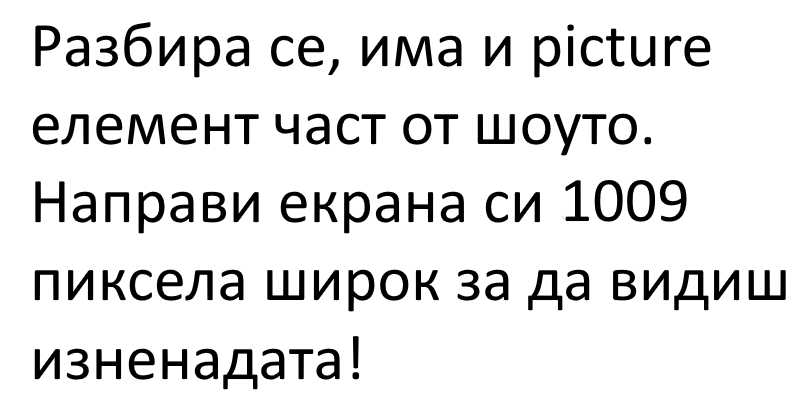 Разбира се, има и picture
елемент част от шоуто.
Направи екрана си 1009
пиксела широк за да видиш
изненадата!